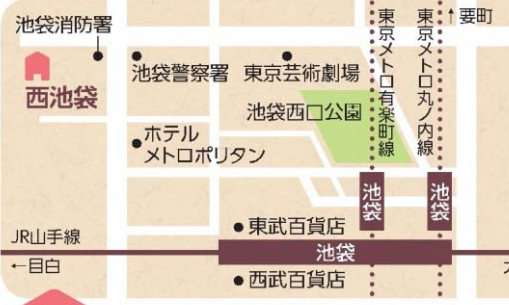 池袋消防署
西池袋
池袋警察署
東京芸術劇場
池袋西口公園
東京メトロ有楽町線
東京メトロ丸ノ内線
↑要町
ホテル
メトロポリタン
池袋
池袋
東武百貨店
JR山手線
池袋
←目白
西武百貨店